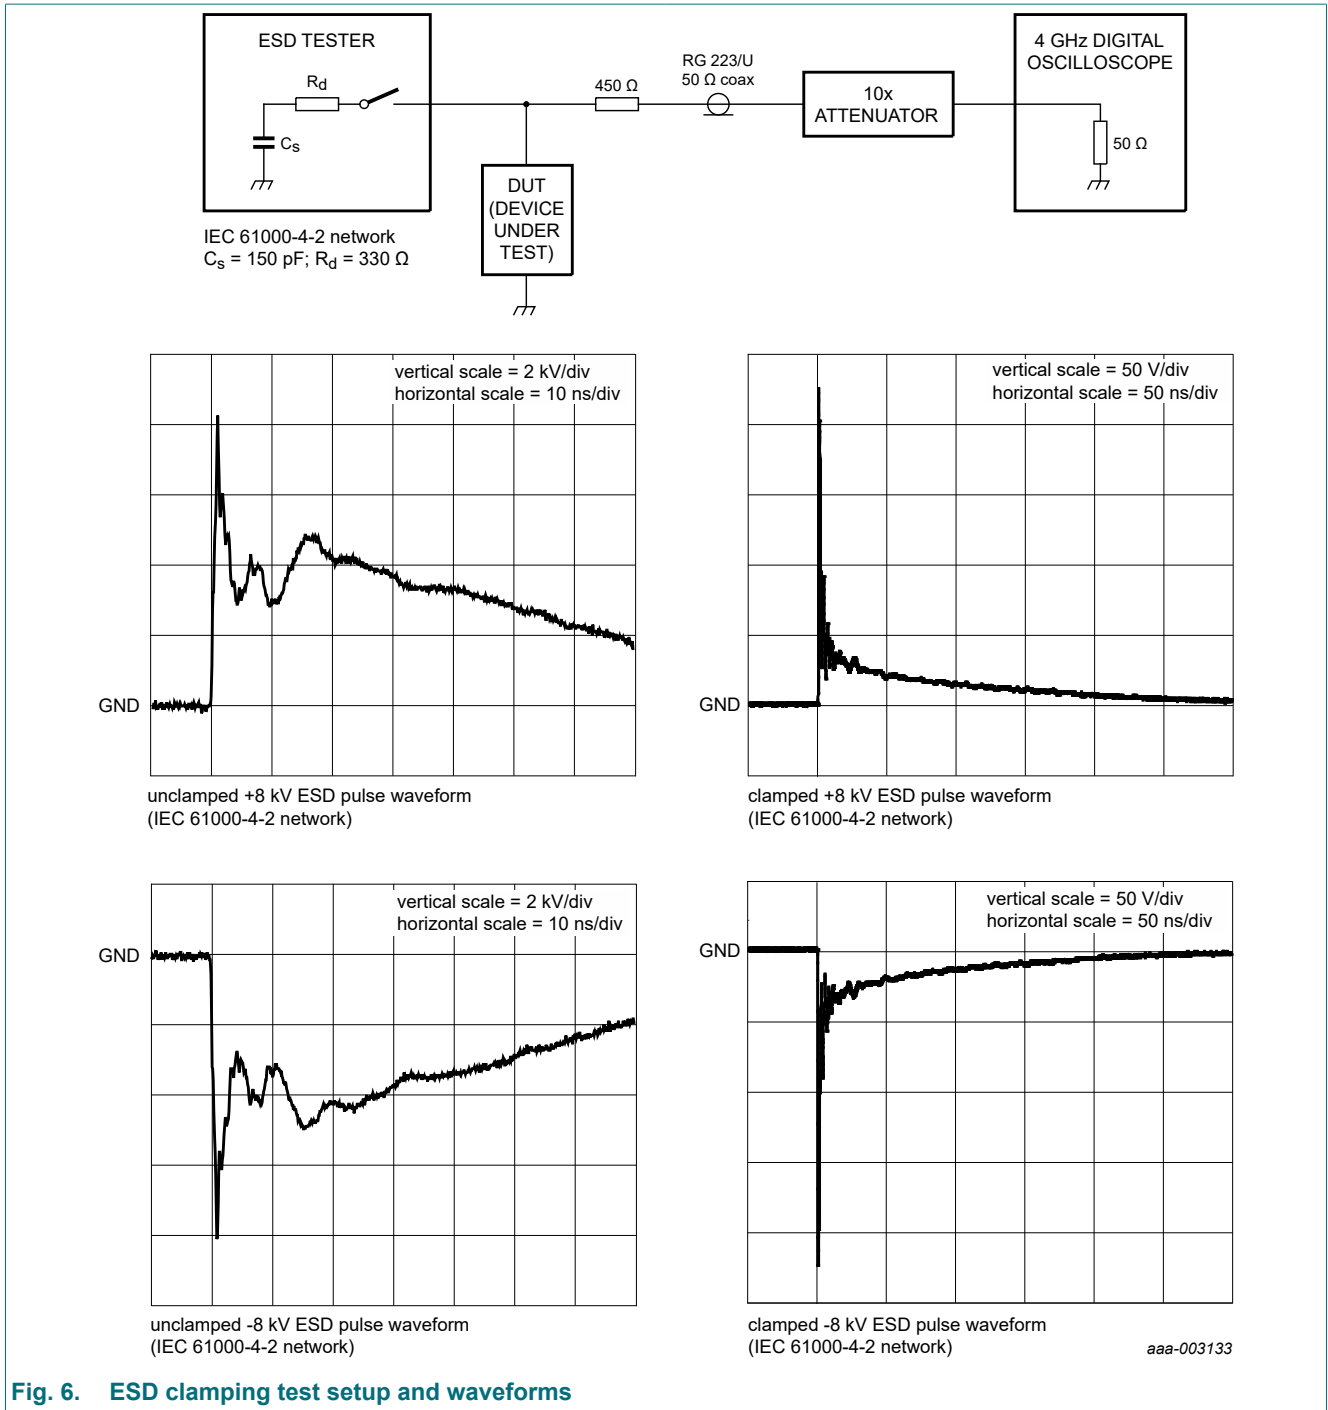 ESD TESTER
Rd
Cs
IEC 61000-4-2 network
Cs = 150 pF; Rd = 330 Ω
DUT
(DEVICE
UNDER
TEST)
450 Ω
RG 223/U
50 Ω coax
10x
ATTENUATOR
4 GHz DIGITAL
OSCILLOSCOPE
50 Ω
vertical scale = 2 kV/div
horizontal scale = 10 ns/div
GND
unclamped +8 kV ESD pulse waveform
(IEC 61000-4-2 network)
vertical scale = 50 V/div
horizontal scale = 50 ns/div
GND
clamped +8 kV ESD pulse waveform
(IEC 61000-4-2 network)
vertical scale = 2 kV/div
horizontal scale = 10 ns/div
GND
unclamped -8 kV ESD pulse waveform
(IEC 61000-4-2 network)
vertical scale = 50 V/div
horizontal scale = 50 ns/div
GND
clamped -8 kV ESD pulse waveform
(IEC 61000-4-2 network)
aaa-003133
Fig. 6. ESD clamping test setup and waveforms